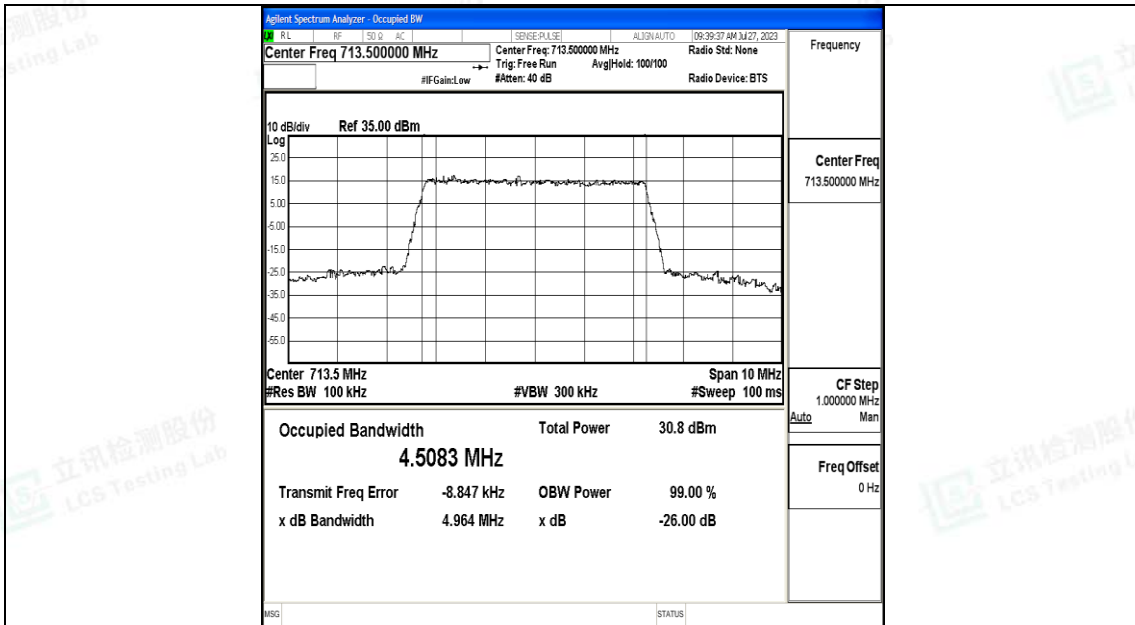 Agilent Spectrum Analyzer - Occupied BW
RL RF 50 Ω AC SENSE:PULSE ALIGN AUTO 09:39:37 AM Jul 27, 2023
Center Freq 713.500000 MHz
Center Freq: 713.500000 MHz Radio Std: None
Trig: Free Run Avg|Hold: 100/100
#IFGain:Low #Atten: 40 dB Radio Device: BTS
10 dB/div Ref 35.00 dBm
Log
25.0
15.0
5.00
-5.00
-15.0
-25.0
-35.0
-45.0
-55.0
Center 713.5 MHz Span 10 MHz
#Res BW 100 kHz #VBW 300 kHz #Sweep 100 ms
Occupied Bandwidth Total Power 30.8 dBm
4.5083 MHz
Transmit Freq Error -8.847 kHz OBW Power 99.00 %
x dB Bandwidth 4.964 MHz x dB -26.00 dB
MSG STATUS
Frequency
Center Freq
713.500000 MHz
CF Step
1.000000 MHz
Auto Man
Freq Offset
0 Hz
立讯检测股份
LCS Testing Lab
立讯检测股份
LCS Testing L
测股份
sting Lab